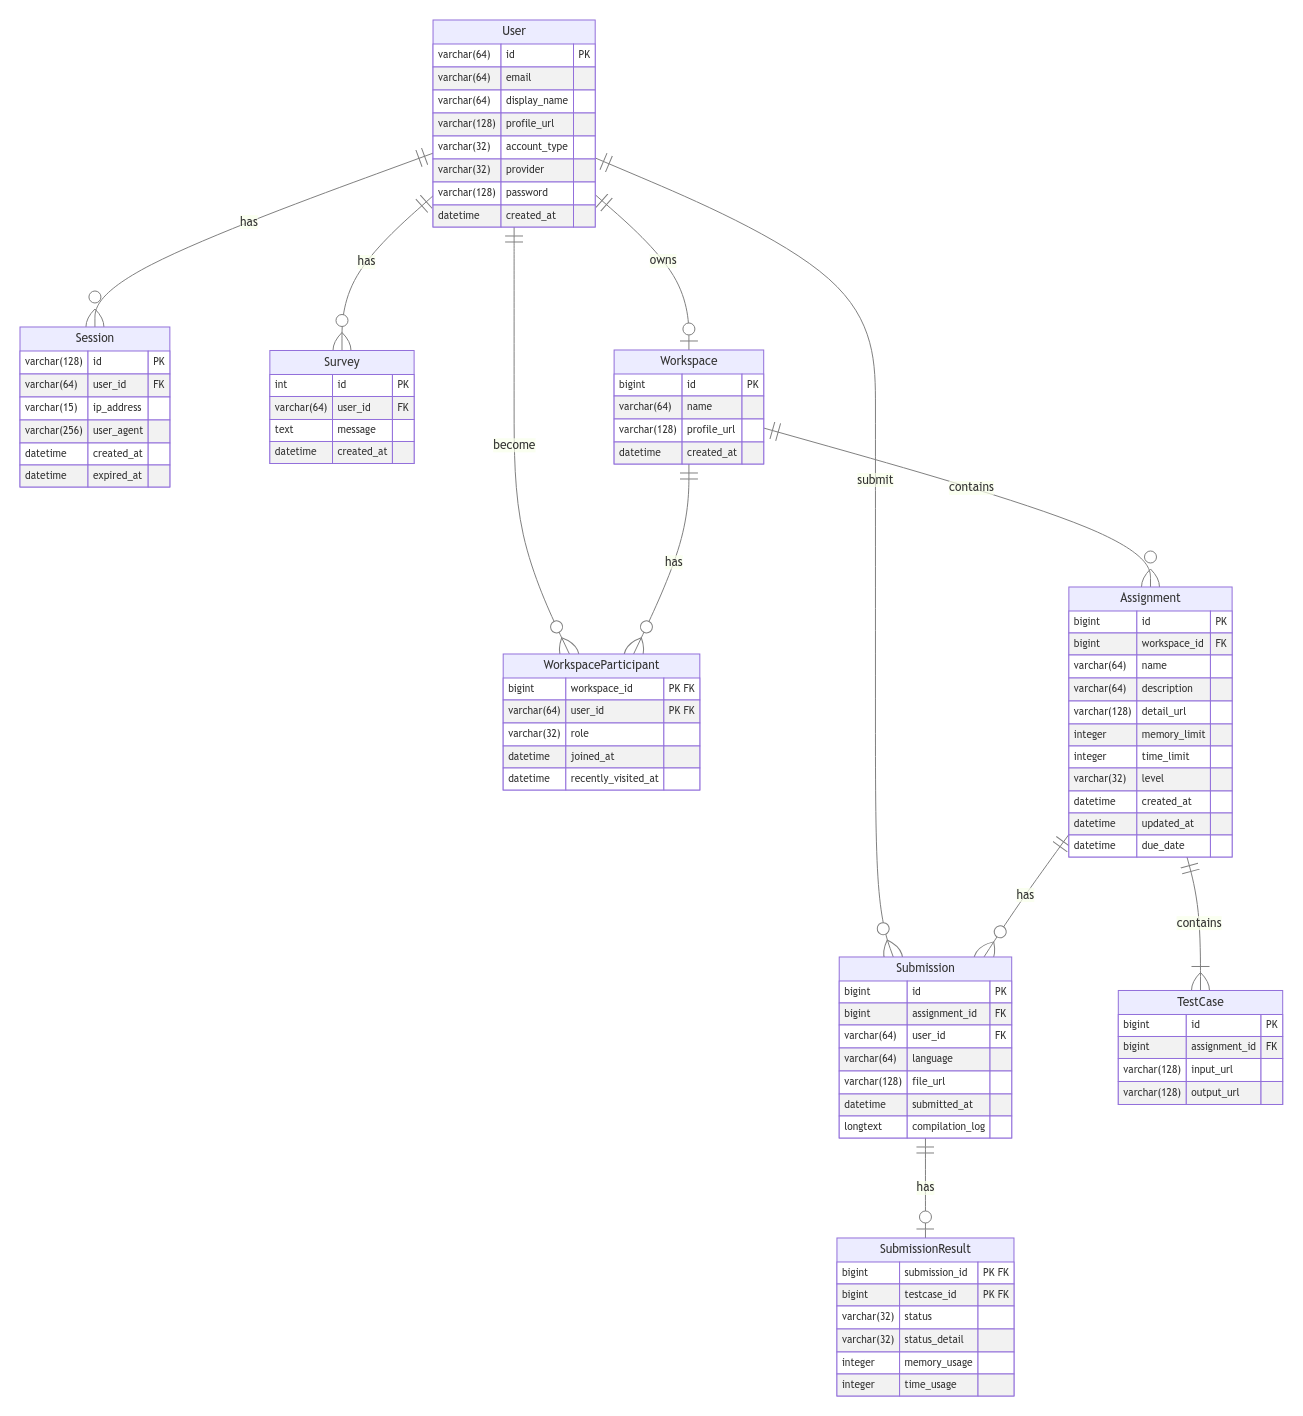 User
varchar(64) id PK
varchar(64) email
varchar(64) display_name
varchar(128) profile_url
varchar(32) account_type
varchar(32) provider
varchar(128) password
datetime created_at
has
has
owns
become
submit
contains
has
Session
varchar(128) id PK
varchar(64) user_id FK
varchar(15) ip_address
varchar(256) user_agent
datetime created_at
datetime expired_at
Survey
int id PK
varchar(64) user_id FK
text message
datetime created_at
Workspace
bigint id PK
varchar(64) name
varchar(128) profile_url
datetime created_at
WorkspaceParticipant
bigint workspace_id PK FK
varchar(64) user_id PK FK
varchar(32) role
datetime joined_at
datetime recently_visited_at
Assignment
bigint id PK
bigint workspace_id FK
varchar(64) name
varchar(64) description
varchar(128) detail_url
integer memory_limit
integer time_limit
varchar(32) level
datetime created_at
datetime updated_at
datetime due_date
has
contains
Submission
bigint id PK
bigint assignment_id FK
varchar(64) user_id FK
varchar(64) language
varchar(128) file_url
datetime submitted_at
longtext compilation_log
TestCase
bigint id PK
bigint assignment_id FK
varchar(128) input_url
varchar(128) output_url
has
SubmissionResult
bigint submission_id PK FK
bigint testcase_id PK FK
varchar(32) status
varchar(32) status_detail
integer memory_usage
integer time_usage